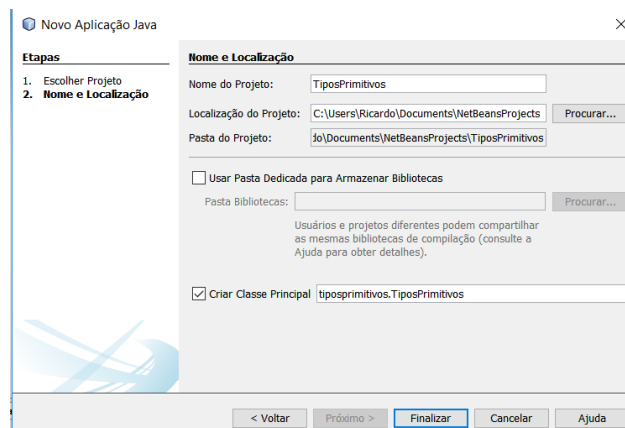 Novo Aplicação Java
Etapas
1. Escolher Projeto
2. Nome e Localização
Nome e Localização
Nome do Projeto: TiposPrimitivos
Localização do Projeto: C:\Users\Ricardo\Documents\NetBeansProjects Procurar...
Pasta do Projeto: do\Documents\NetBeansProjects\TiposPrimitivos
Usar Pasta Dedicada para Armazenar Bibliotecas
Pasta Bibliotecas: Procurar...
Usuários e projetos diferentes podem compartilhar
as mesmas bibliotecas de compilação (consulte a
Ajuda para obter detalhes).
Criar Classe Principal tiposprimitivos.TiposPrimitivos
< Voltar Próximo > Finalizar Cancelar Ajuda